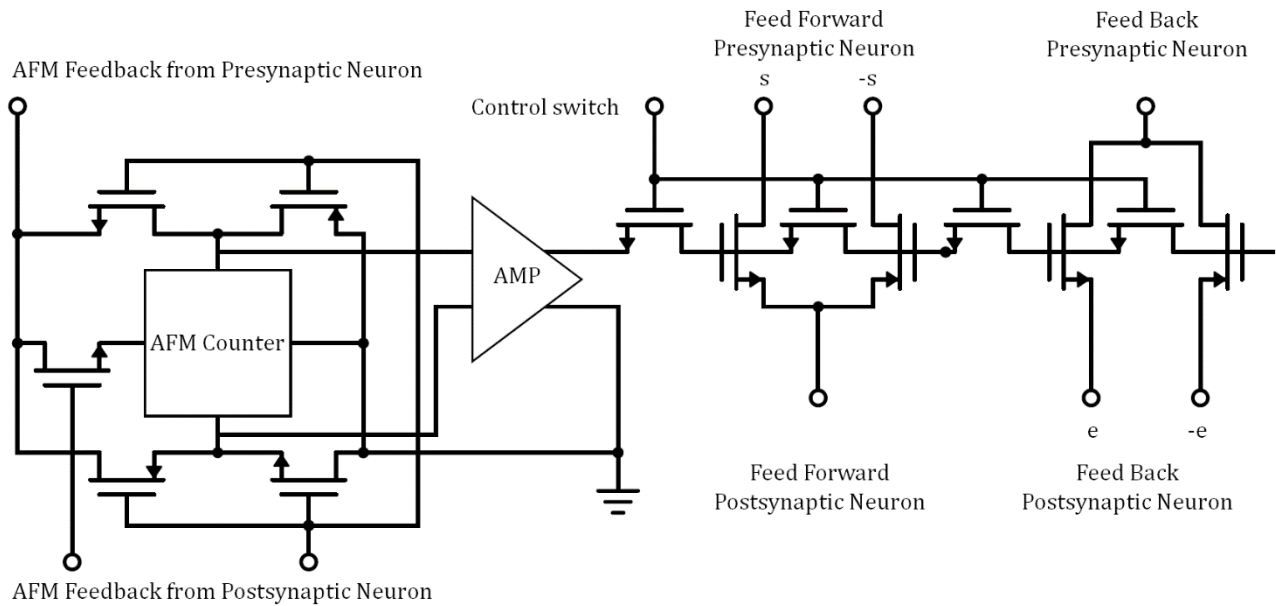 Feed Forward
Presynaptic Neuron
s
-s
Feed Back
Presynaptic Neuron
AFM Feedback from Presynaptic Neuron
Control switch
AMP
AFM Counter
e
-e
Feed Forward
Postsynaptic Neuron
Feed Back
Postsynaptic Neuron
AFM Feedback from Postsynaptic Neuron